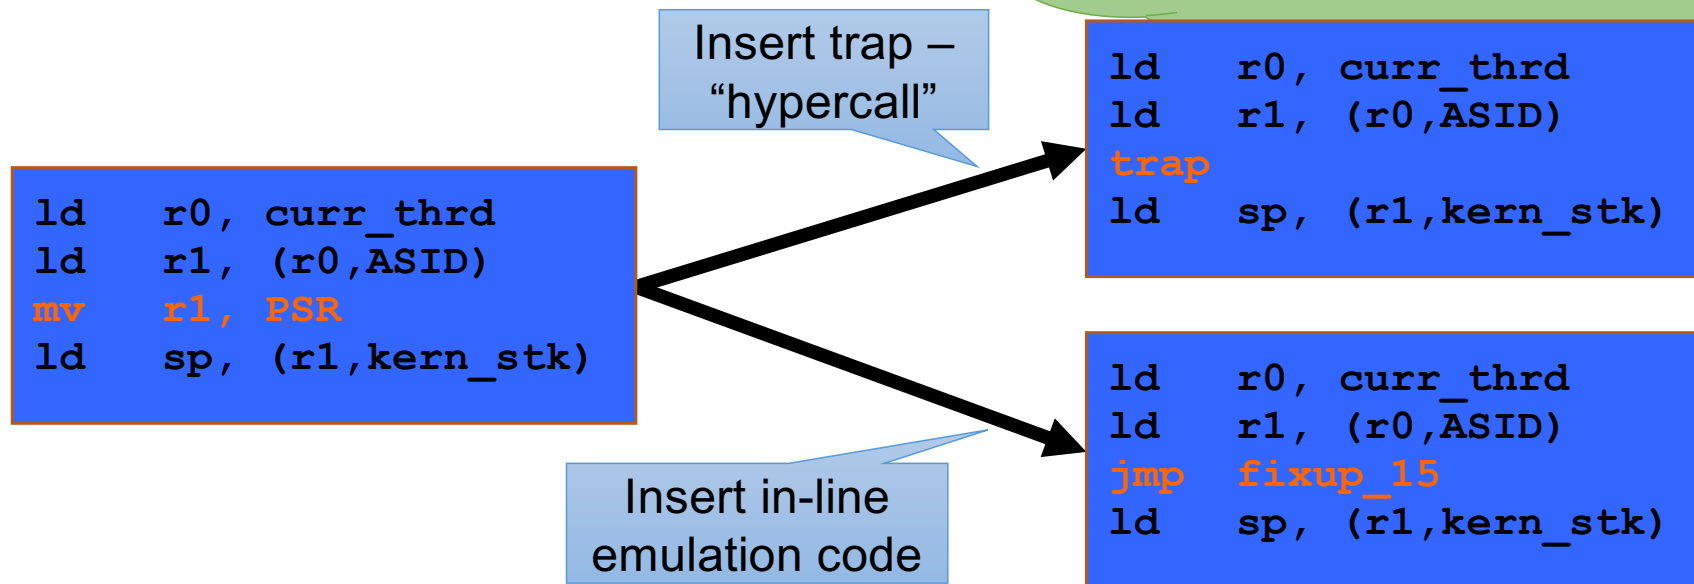 Insert trap –
“hypercall”
ld r0, curr_thrd
ld r1, (r0,ASID)
mv r1, PSR
ld sp, (r1,kern_stk)
ld r0, curr_thrd
ld r1, (r0,ASID)
trap
ld sp, (r1,kern_stk)
Insert in-line
emulation code
ld r0, curr_thrd
ld r1, (r0,ASID)
jmp fixup_15
ld sp, (r1,kern_stk)